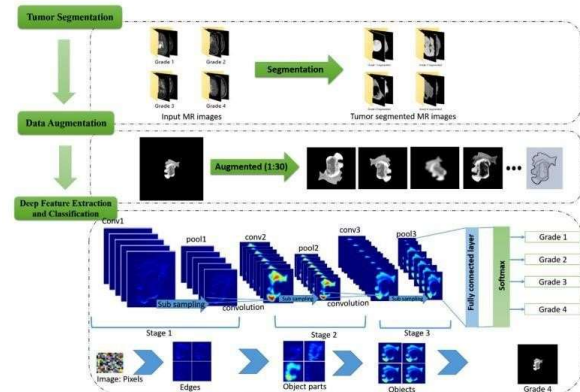 Tumor Segmentation
Grade 1
Grade 2
Grade 3
Grade 4
Input MR images
Segmentation
Tumor segmented MR images
Data Augmentation
Augmented (1:30)
Deep Feature Extraction
and Classification
Conv1
pool1
conv2
pool2
conv3
pool3
Sub sampling
convolution
Sub sampling
convolution
Sub sampling
Fully connected layer
Softmax
Grade 1
Grade 2
Grade 3
Grade 4
Stage 1
Stage 2
Stage 3
Image: Pixels
Edges
Object parts
Objects
Grade 4